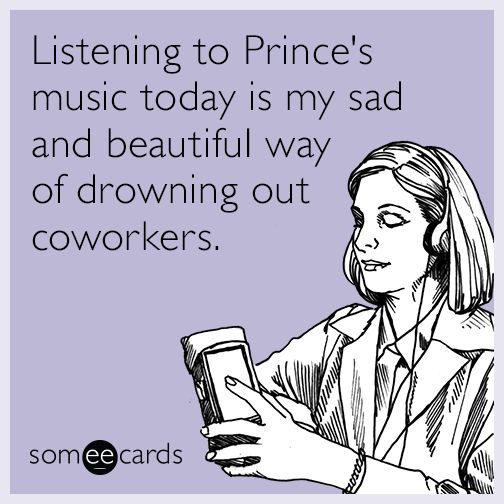 Listening to Prince's
music today is my sad
and beautiful way
of drowning out
coworkers.
someecards